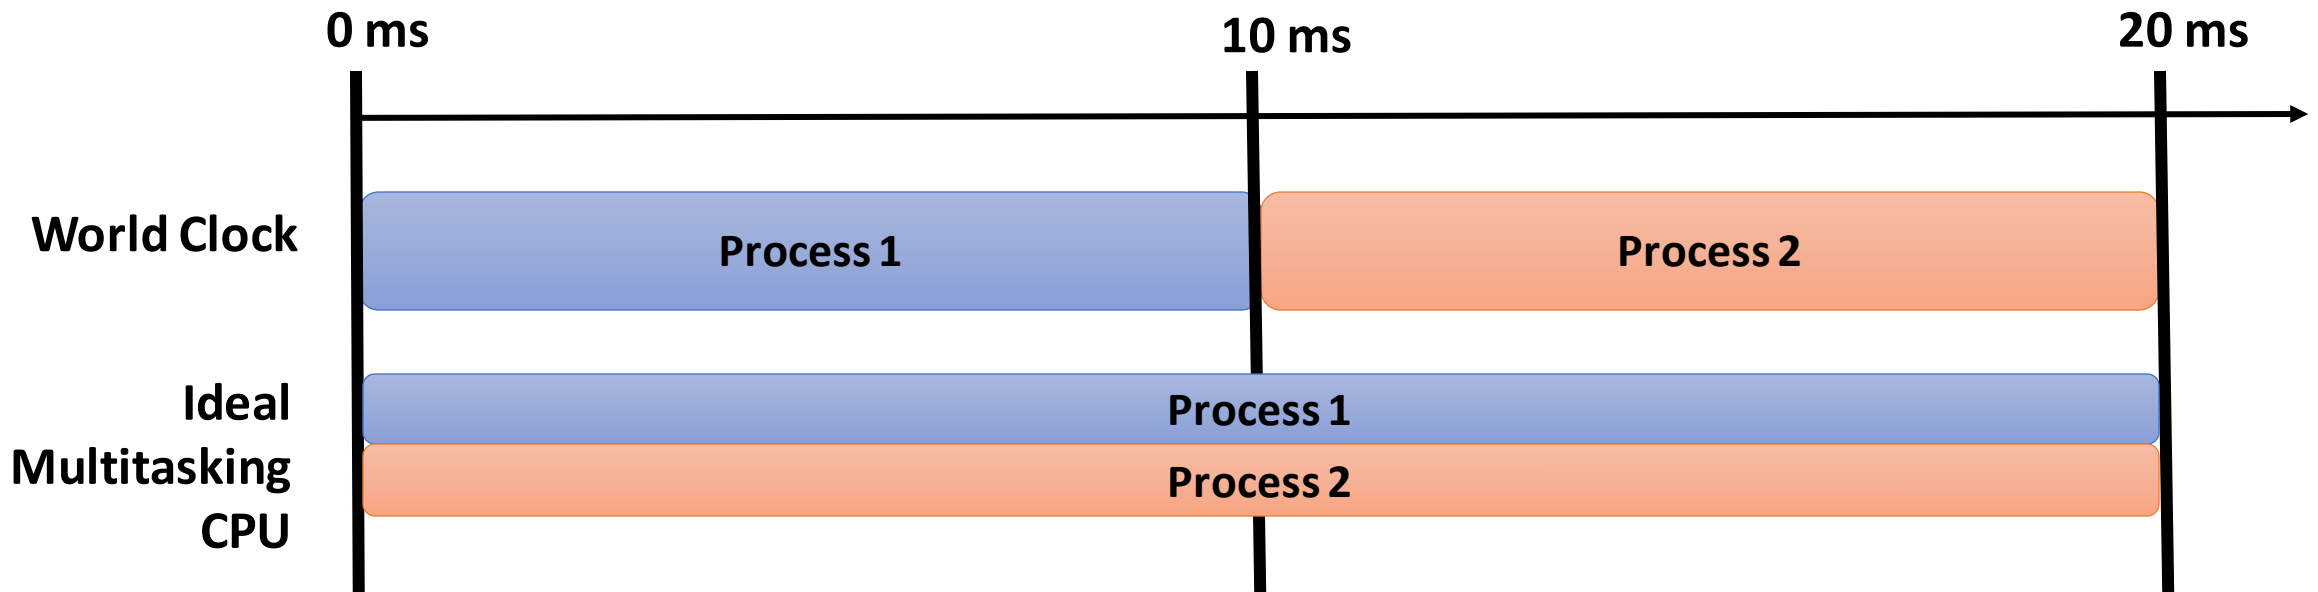 0 ms
10 ms
20 ms
World Clock
Process 1
Process 2
Ideal
Multitasking
CPU
Process 1
Process 2